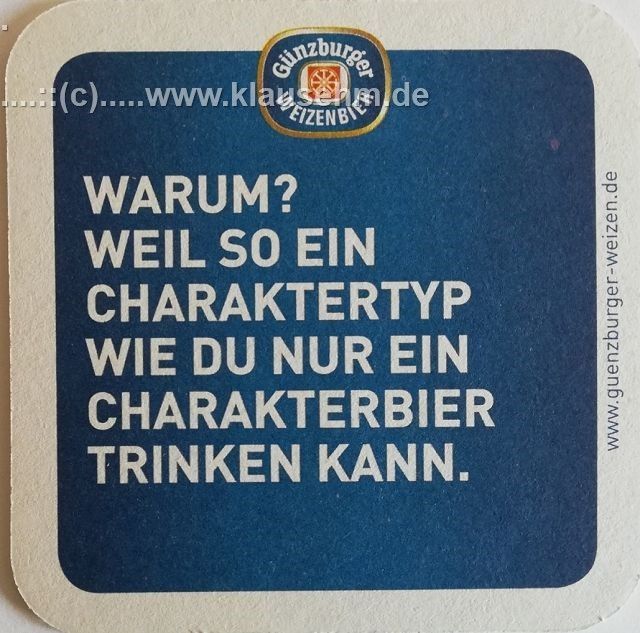 Günzburger
WEIZENBIER
.....::(c).....www.klausehm.de
WARUM?
WEIL SO EIN
CHARAKTERTYP
WIE DU NUR EIN
CHARAKTERBIER
TRINKEN KANN.
www.guenzburger-weizen.de